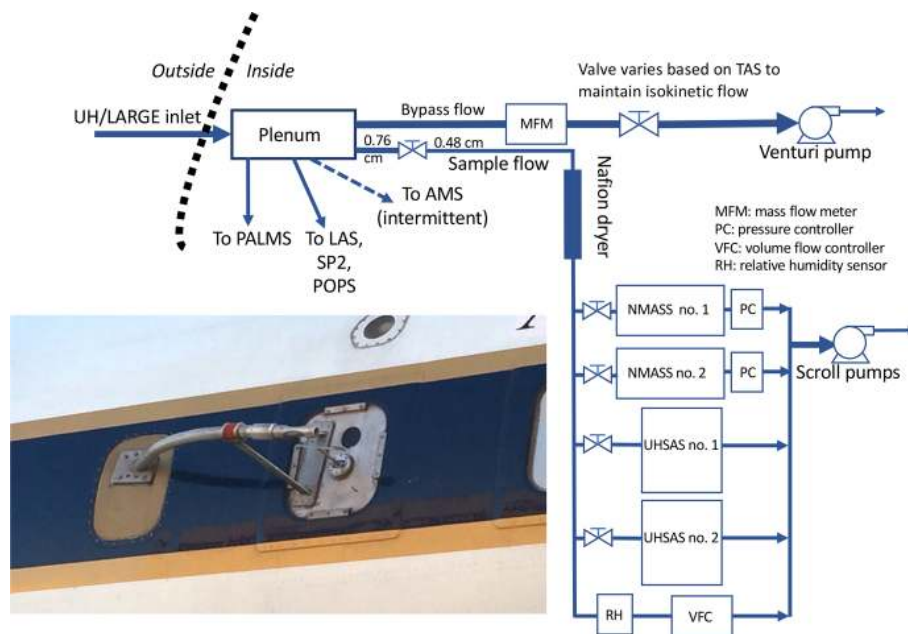 Outside Inside
UH/LARGE inlet
Plenum
Bypass flow
MFM
Valve varies based on TAS to
maintain isokinetic flow
Venturi pump
0.76
cm
0.48 cm
Sample flow
To AMS
(intermittent)
To PALMS
To LAS,
SP2,
POPS
Nafion dryer
MFM: mass flow meter
PC: pressure controller
VFC: volume flow controller
RH: relative humidity sensor
NMASS no. 1
PC
NMASS no. 2
PC
Scroll pumps
UHSAS no. 1
UHSAS no. 2
RH
VFC